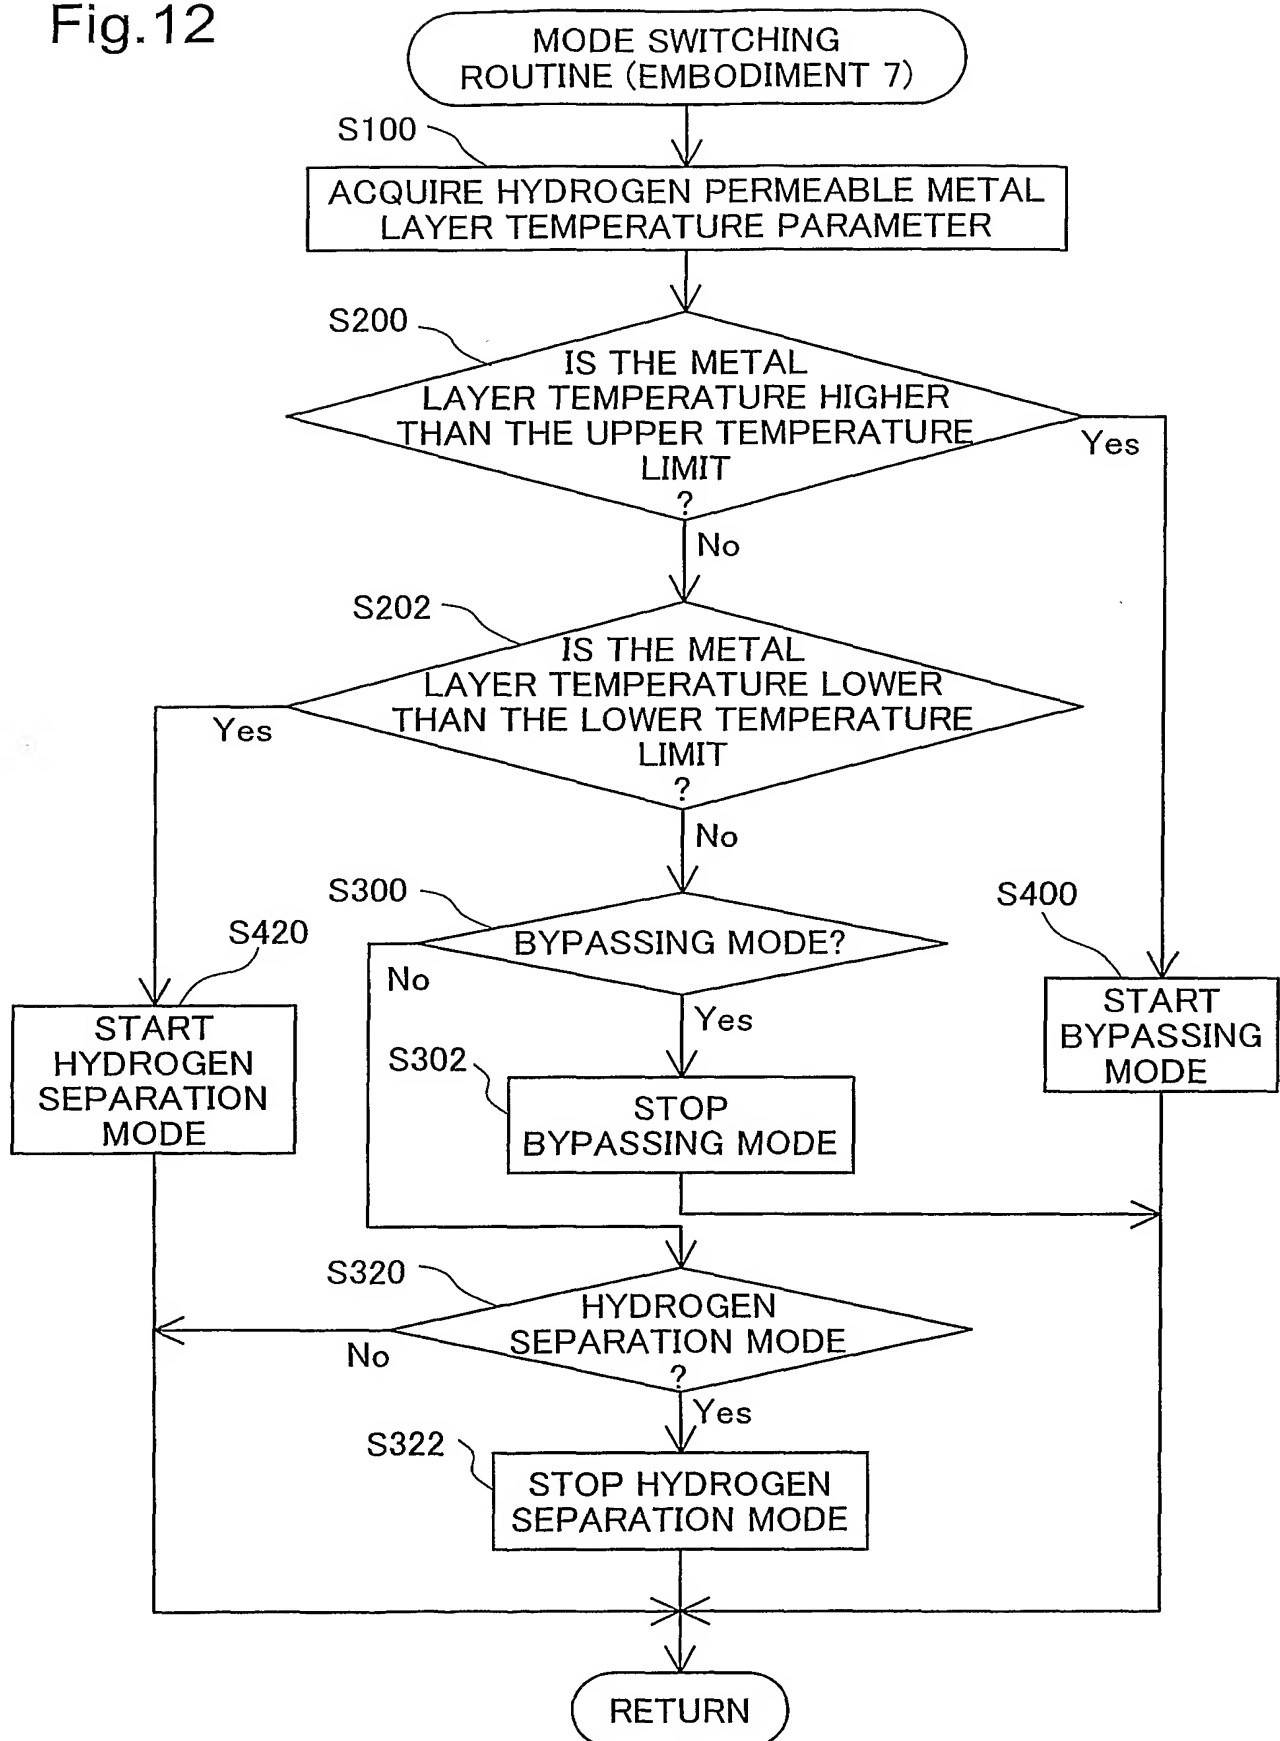 Fig.12
MODE SWITCHING
ROUTINE (EMBODIMENT 7)
S100
ACQUIRE HYDROGEN PERMEABLE METAL
LAYER TEMPERATURE PARAMETER
S200
IS THE METAL
LAYER TEMPERATURE HIGHER
THAN THE UPPER TEMPERATURE
LIMIT
?
Yes
No
S202
IS THE METAL
LAYER TEMPERATURE LOWER
THAN THE LOWER TEMPERATURE
LIMIT
?
Yes
No
S300
BYPASSING MODE?
No
Yes
S400
START
BYPASSING
MODE
S420
START
HYDROGEN
SEPARATION
MODE
S302
STOP
BYPASSING MODE
S320
HYDROGEN
SEPARATION MODE
?
No
Yes
S322
STOP HYDROGEN
SEPARATION MODE
RETURN